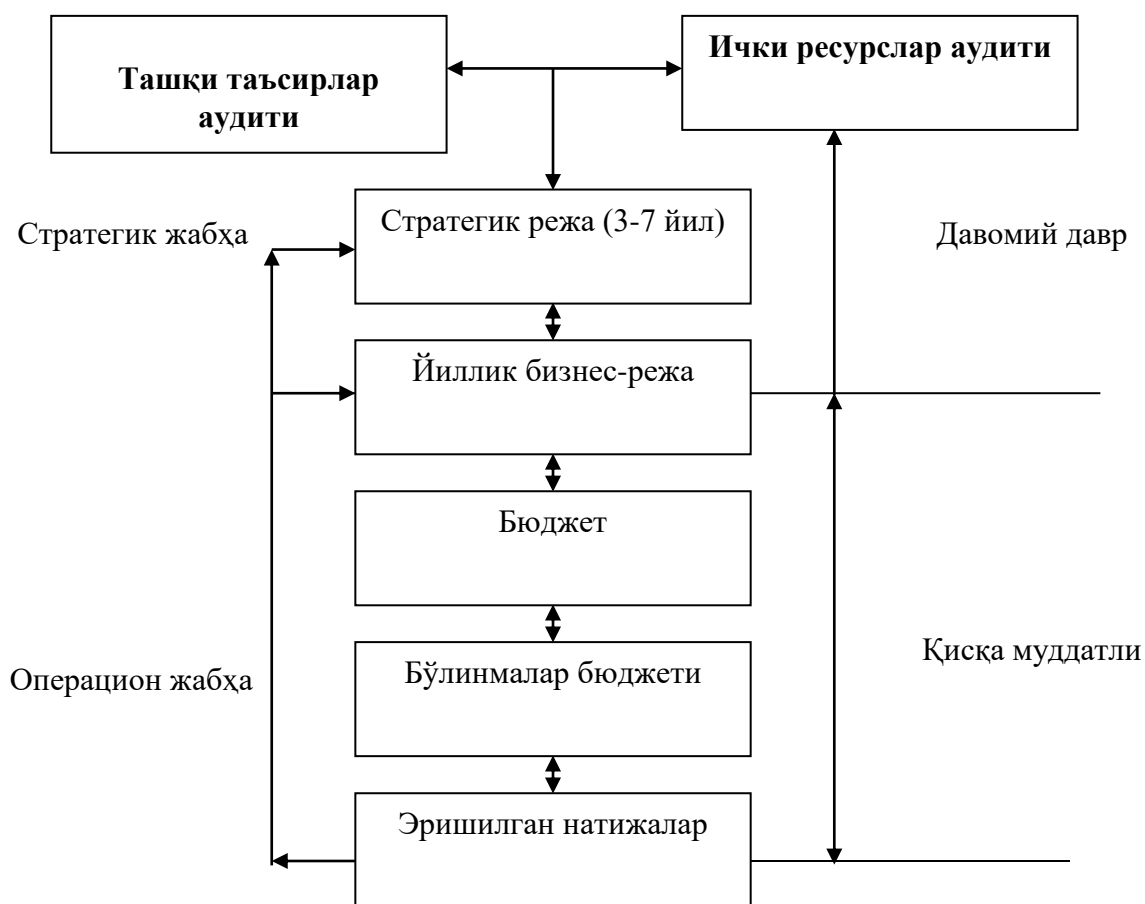 Ташқи таъсирлар
аудити
Ички ресурслар аудити
Стратегик режа (3-7 йил)
Стратегик жабҳа
Давомий давр
Йиллик бизнес-режа
Бюджет
Қисқа муддатли
Операцион жабҳа
Бўлинмалар бюджети
Эришилган натижалар